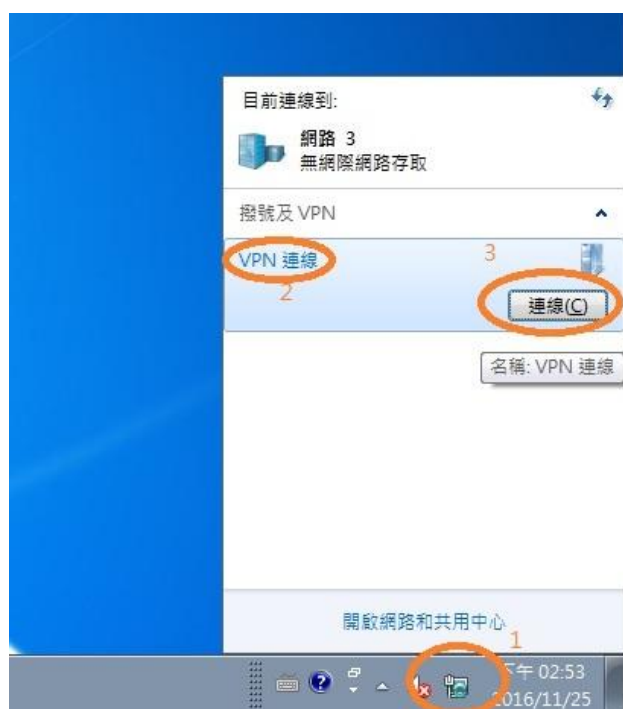 目前連線到:
網路 3
無網際網路存取
撥號及 VPN
VPN 連線
3
2
連線(C)
名稱: VPN 連線
開啟網路和共用中心
1
下午 02:53
2016/11/25